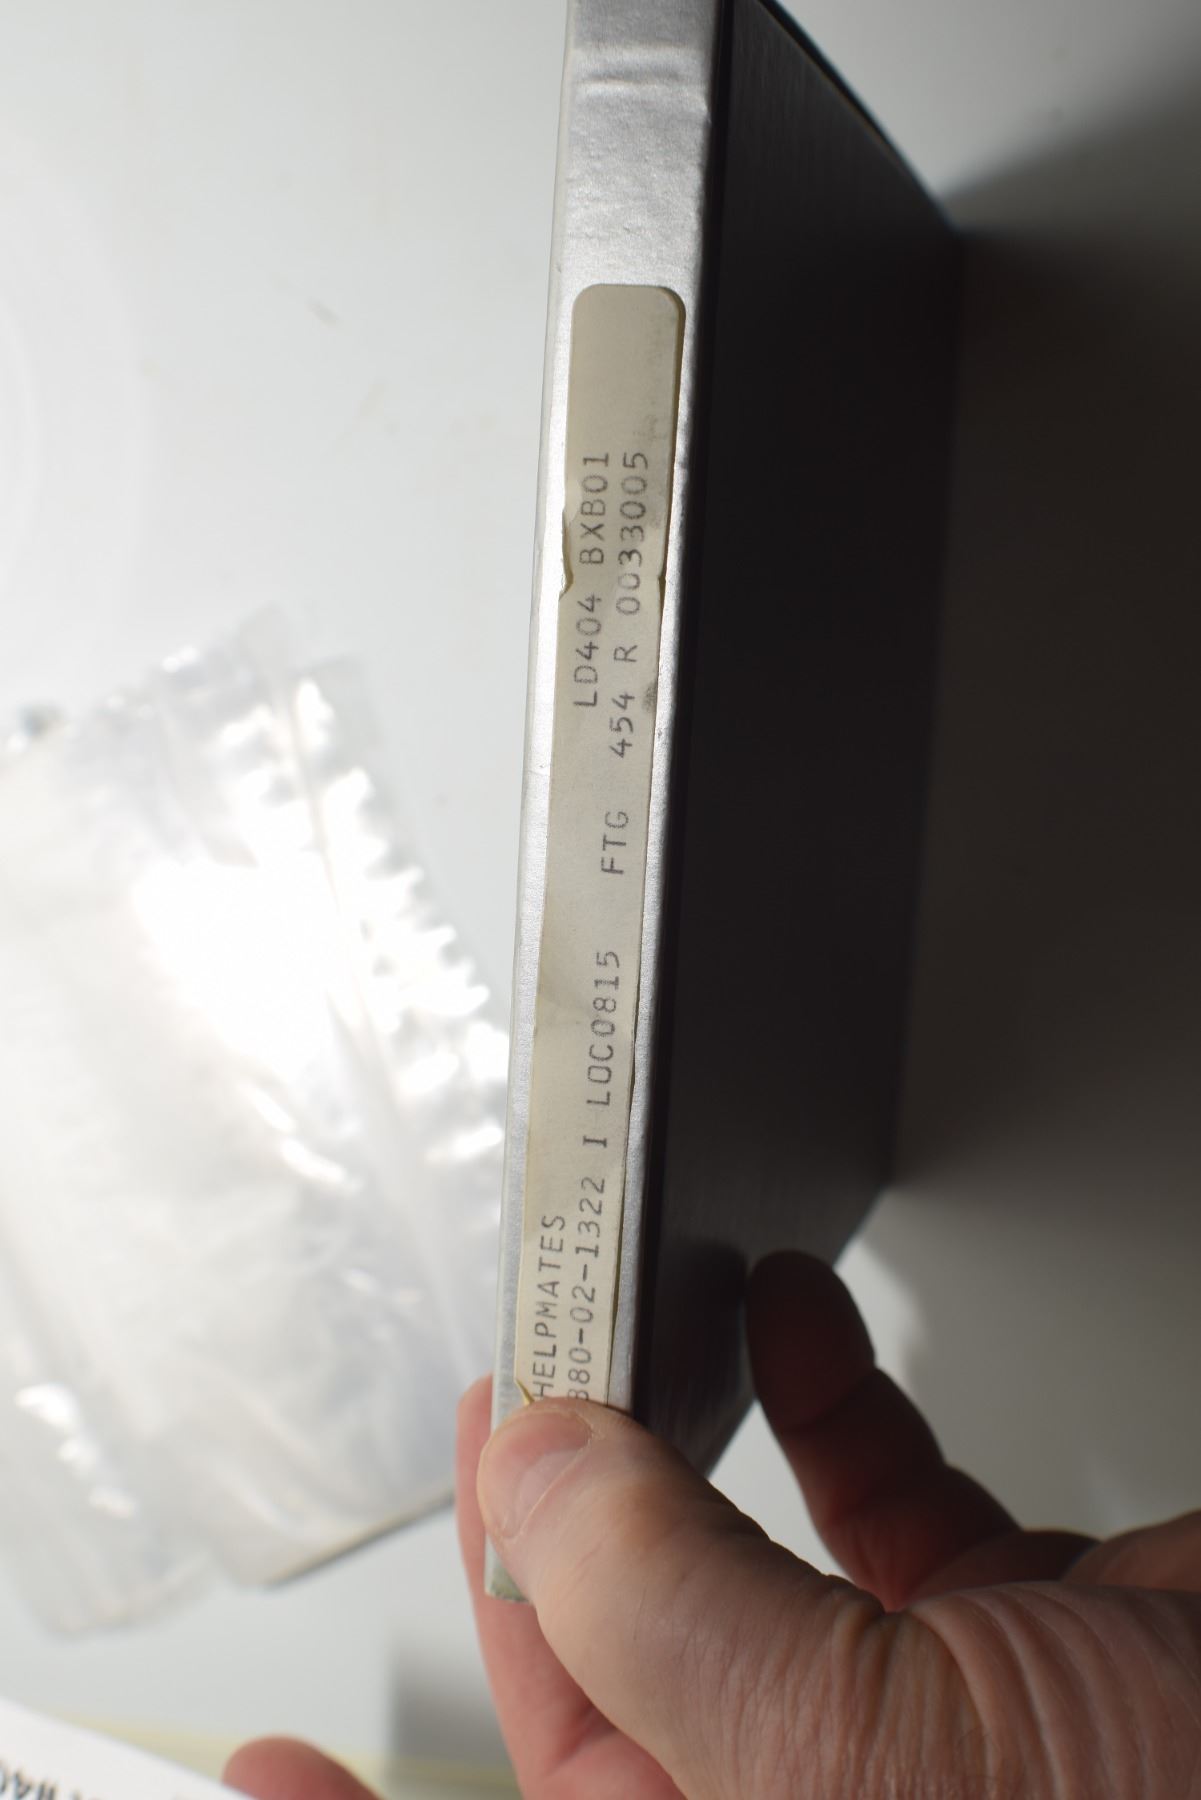 HELPMATES LD404 BXB01
880-02-1322 I LOC0815 FTG 454 R 0033005